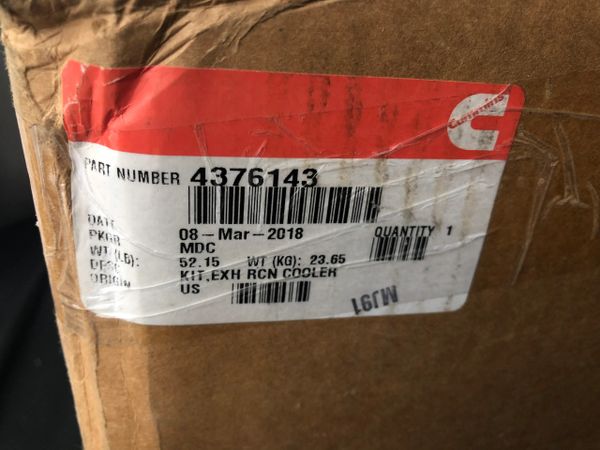 Cummins
PART NUMBER 4376143
DATE 08-Mar-2018
PKGR MDC
QUANTITY 1
WT (LB): 52.15 WT (KG): 23.65
DESC KIT,EXH RCN COOLER
ORIGIN US
MJ91